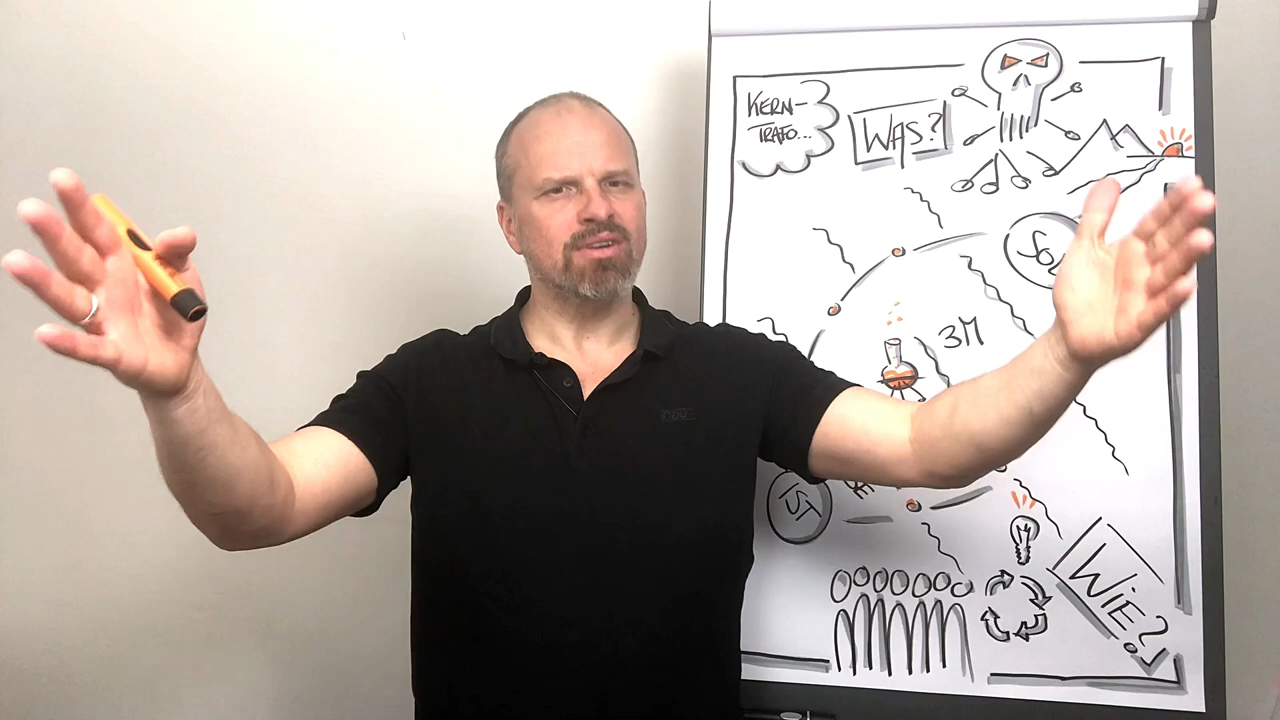 KERN-
TRAFO...
WAS?
3M
IST
WIE?